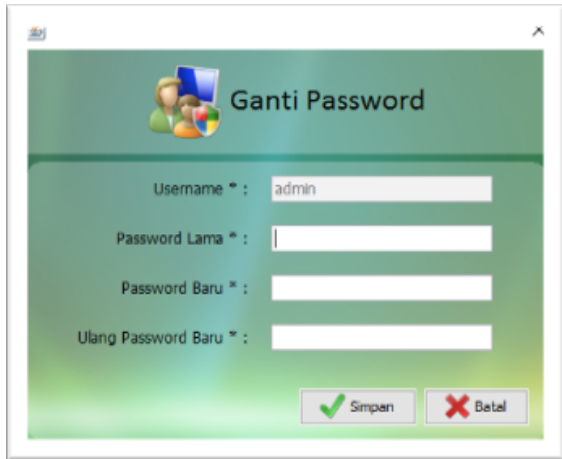 Ganti Password
Username * : admin
Password Lama * :
Password Baru * :
Ulang Password Baru * :
Simpan Batal